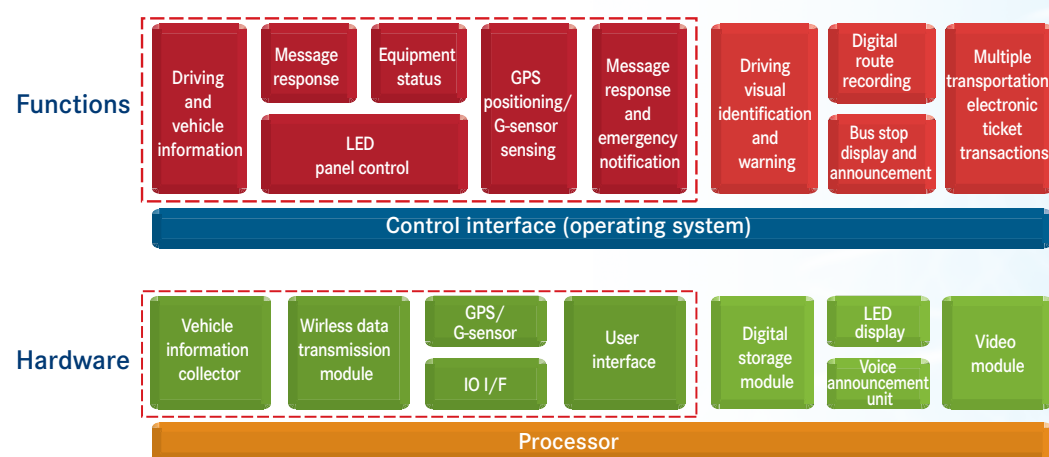 Functions
Driving
and
vehicle
information
Message
response
Equipment
status
LED
panel control
GPS
positioning/
G-sensor
sensing
Message
response
and
emergency
notification
Driving
visual
identification
and
warning
Digital
route
recording
Bus stop
display and
announcement
Multiple
transportation
electronic
ticket
transactions
Control interface (operating system)
Hardware
Vehicle
information
collector
Wirless data
transmission
module
GPS/
G-sensor
IO I/F
User
interface
Digital
storage
module
LED
display
Voice
announcement
unit
Video
module
Processor